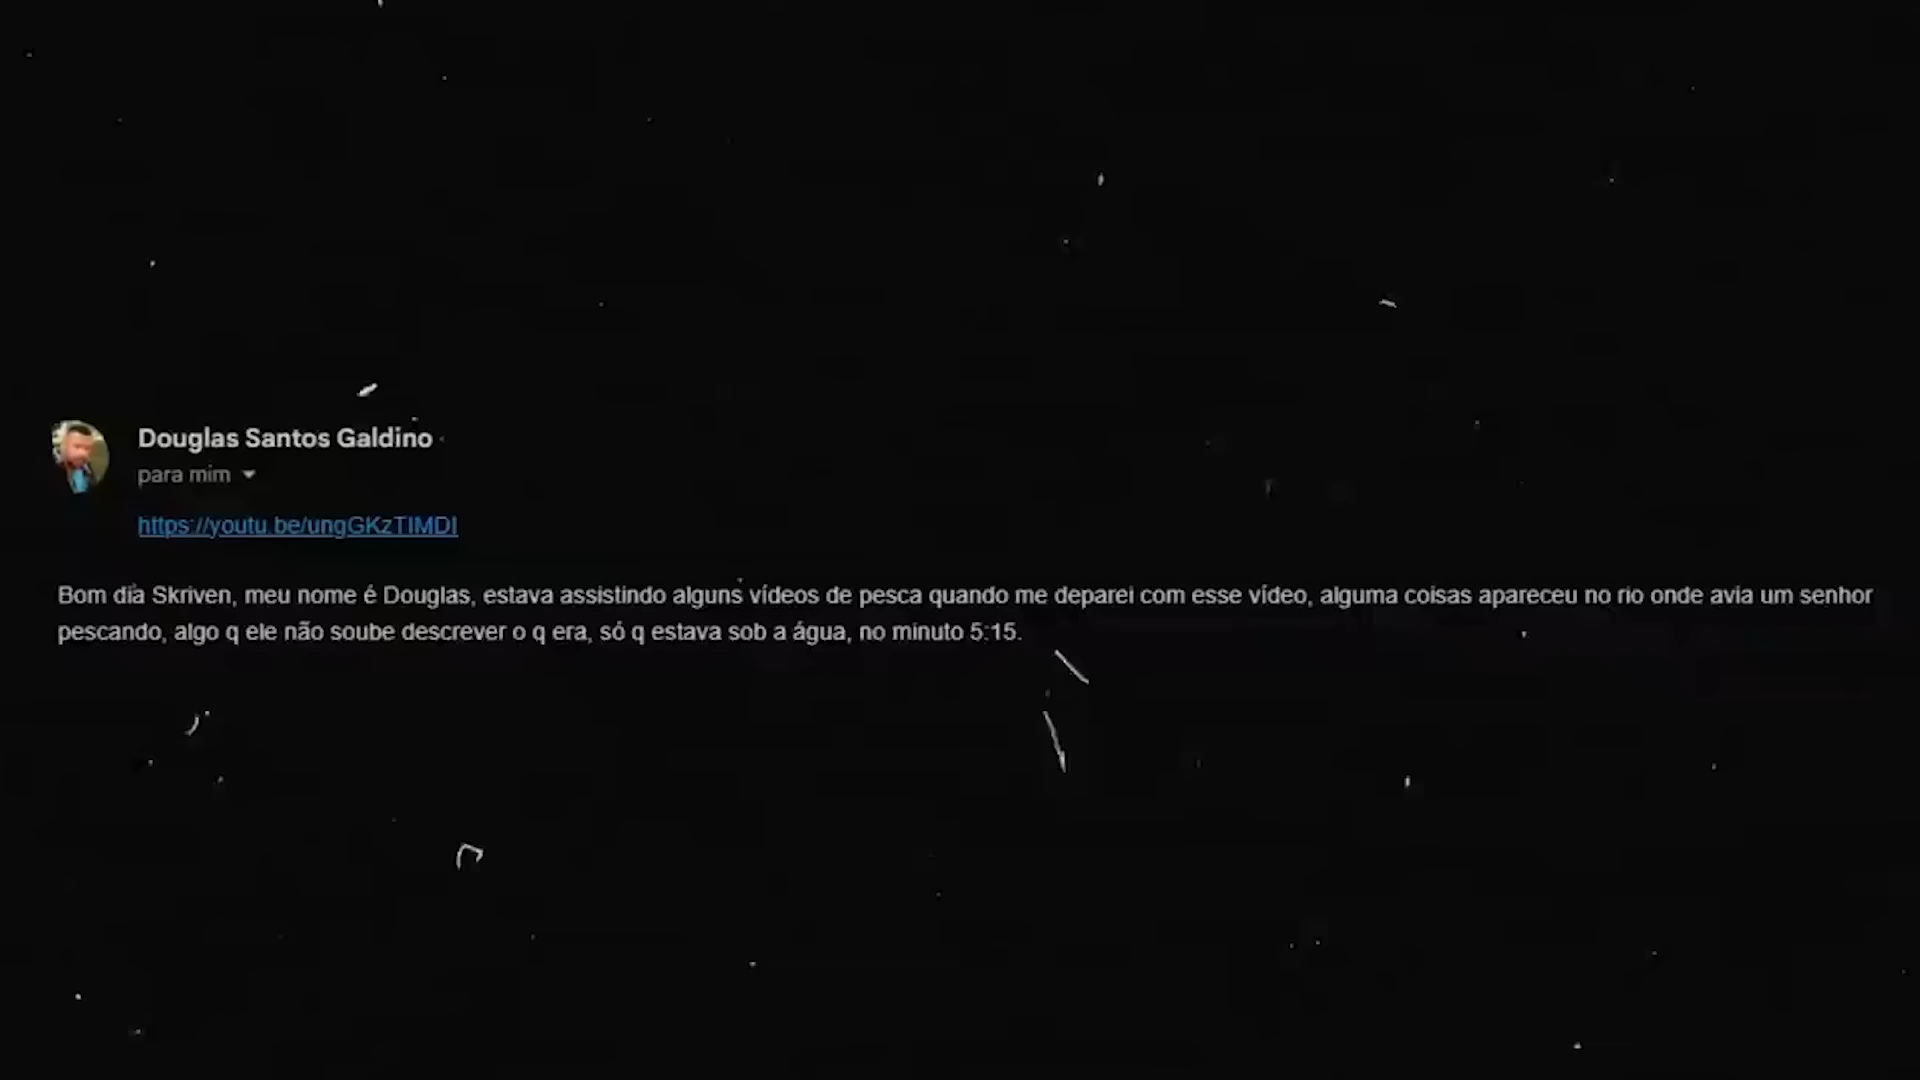 Douglas Santos Galdino
para mim
https://youtu.be/ungGKzTIMDI
Bom dia Skriven, meu nome é Douglas, estava assistindo alguns vídeos de pesca quando me deparei com esse vídeo, alguma coisas apareceu no rio onde avia um senhor
pescando, algo q ele não soube descrever o q era, só q estava sob a água, no minuto 5:15.